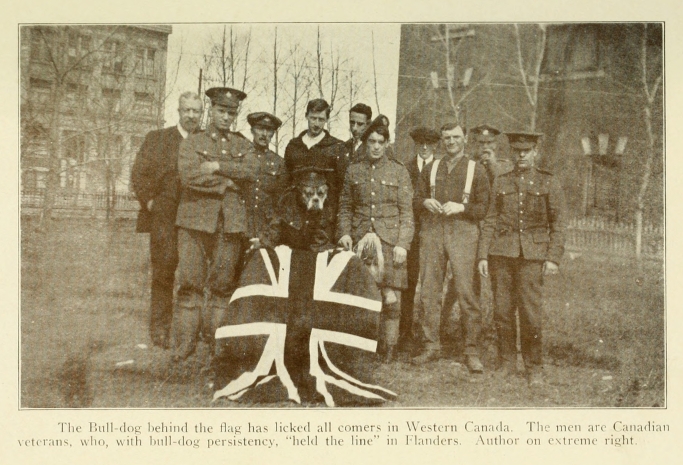 The Bull-dog behind the flag has licked all comers in Western Canada. The men are Canadian
veterans, who, with bull-dog persistency, "held the line" in Flanders. Author on extreme right.